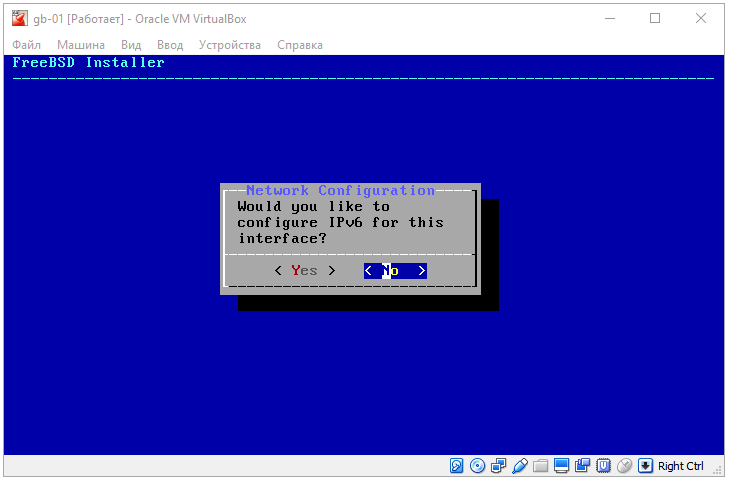 gb-01 [Работает] - Oracle VM VirtualBox
Файл Машина Вид Ввод Устройства Справка
FreeBSD Installer
Network Configuration
Would you like to
configure IPv6 for this
interface?
< Yes > < No >
Right Ctrl